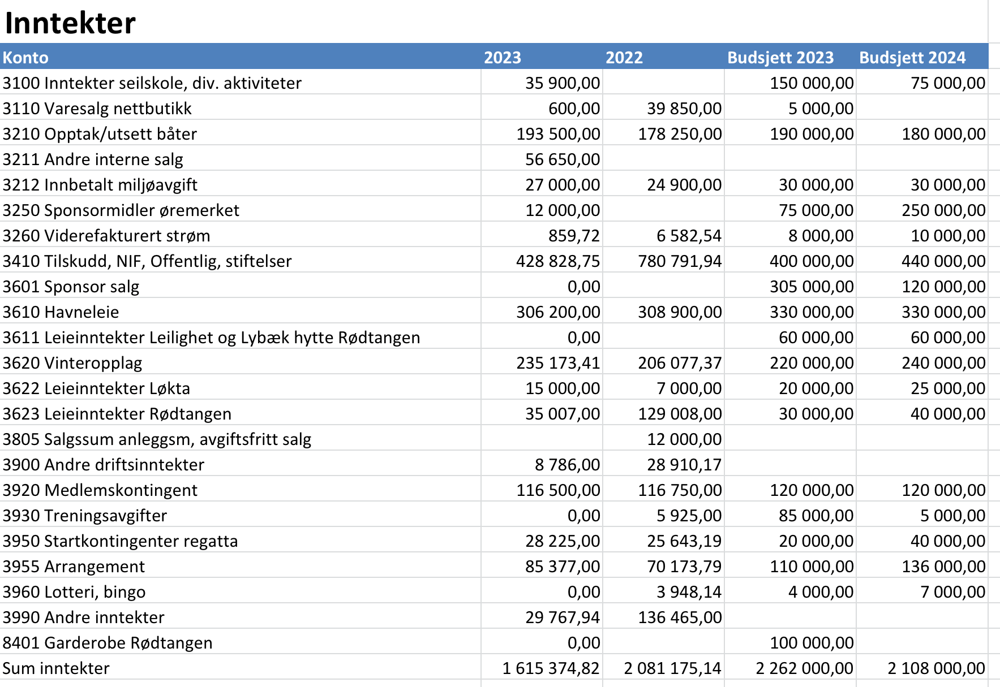 Inntekter
Konto 2023 2022 Budsjett 2023 Budsjett 2024
3100 Inntekter seilskole, div. aktiviteter 35 900,00 150 000,00 75 000,00
3110 Varesalg nettbutikk 600,00 39 850,00 5 000,00
3210 Opptak/utsett båter 193 500,00 178 250,00 190 000,00 180 000,00
3211 Andre interne salg 56 650,00
3212 Innbetalt miljøavgift 27 000,00 24 900,00 30 000,00 30 000,00
3250 Sponsormidler øremerket 12 000,00 75 000,00 250 000,00
3260 Viderefakturert strøm 859,72 6 582,54 8 000,00 10 000,00
3410 Tilskudd, NIF, Offentlig, stiftelser 428 828,75 780 791,94 400 000,00 440 000,00
3601 Sponsor salg 0,00 305 000,00 120 000,00
3610 Havneleie 306 200,00 308 900,00 330 000,00 330 000,00
3611 Leieinntekter Leilighet og Lybæk hytte Rødtangen 0,00 60 000,00 60 000,00
3620 Vinteropplag 235 173,41 206 077,37 220 000,00 240 000,00
3622 Leieinntekter Løkta 15 000,00 7 000,00 20 000,00 25 000,00
3623 Leieinntekter Rødtangen 35 007,00 129 008,00 30 000,00 40 000,00
3805 Salgssum anleggsm, avgiftsfritt salg 12 000,00
3900 Andre driftsinntekter 8 786,00 28 910,17
3920 Medlemskontingent 116 500,00 116 750,00 120 000,00 120 000,00
3930 Treningsavgifter 0,00 5 925,00 85 000,00 5 000,00
3950 Startkontingenter regatta 28 225,00 25 643,19 20 000,00 40 000,00
3955 Arrangement 85 377,00 70 173,79 110 000,00 136 000,00
3960 Lotteri, bingo 0,00 3 948,14 4 000,00 7 000,00
3990 Andre inntekter 29 767,94 136 465,00
8401 Garderobe Rødtangen 0,00 100 000,00
Sum inntekter 1 615 374,82 2 081 175,14 2 262 000,00 2 108 000,00